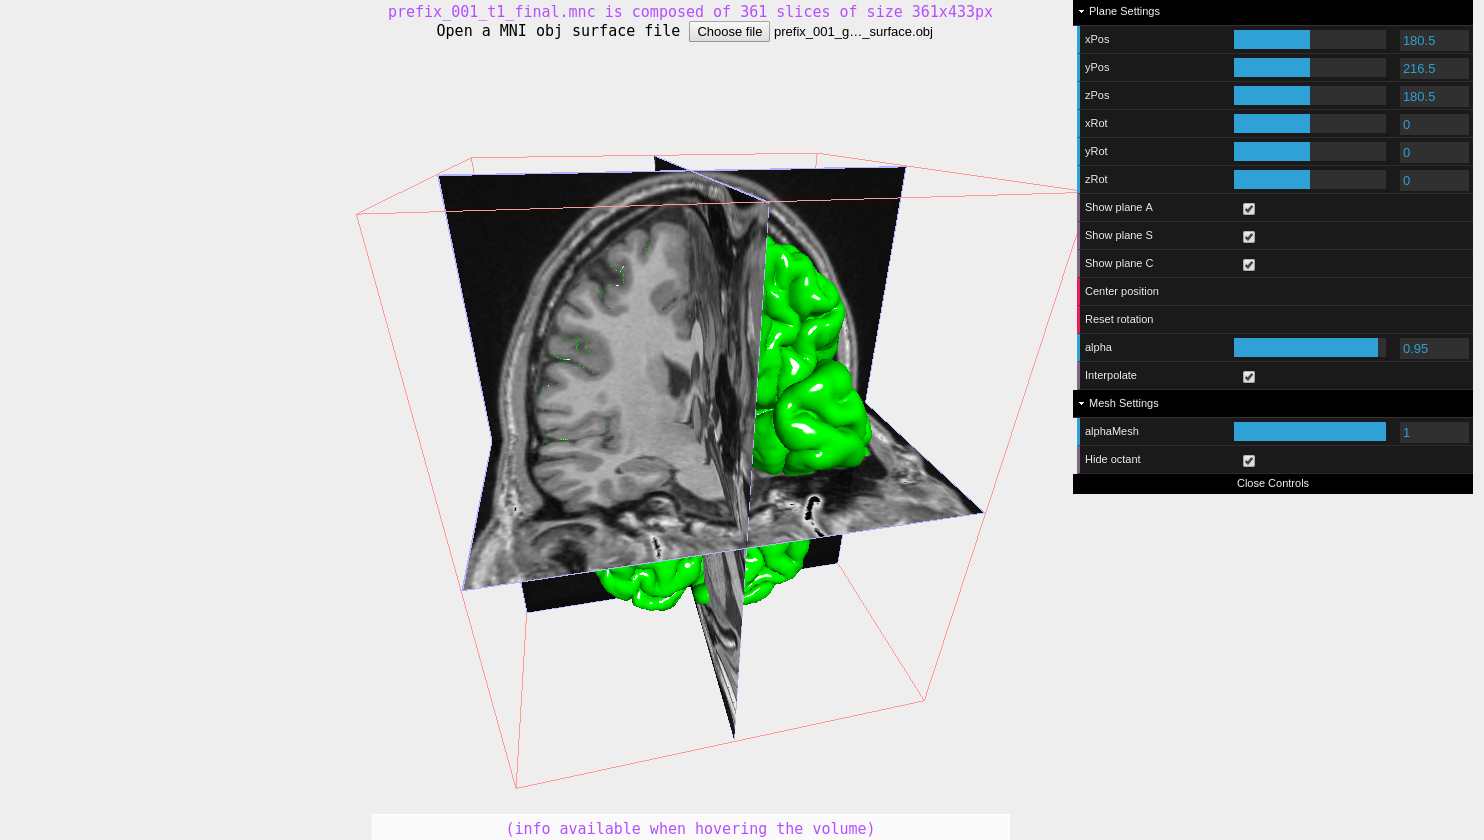 prefix_001_t1_final.mnc is composed of 361 slices of size 361x433px
Open a MNI obj surface file Choose file prefix_001_g…_surface.obj
Plane Settings
xPos 180.5
yPos 216.5
zPos 180.5
xRot 0
yRot 0
zRot 0
Show plane A
Show plane S
Show plane C
Center position
Reset rotation
alpha 0.95
Interpolate
Mesh Settings
alphaMesh 1
Hide octant
Close Controls
(info available when hovering the volume)